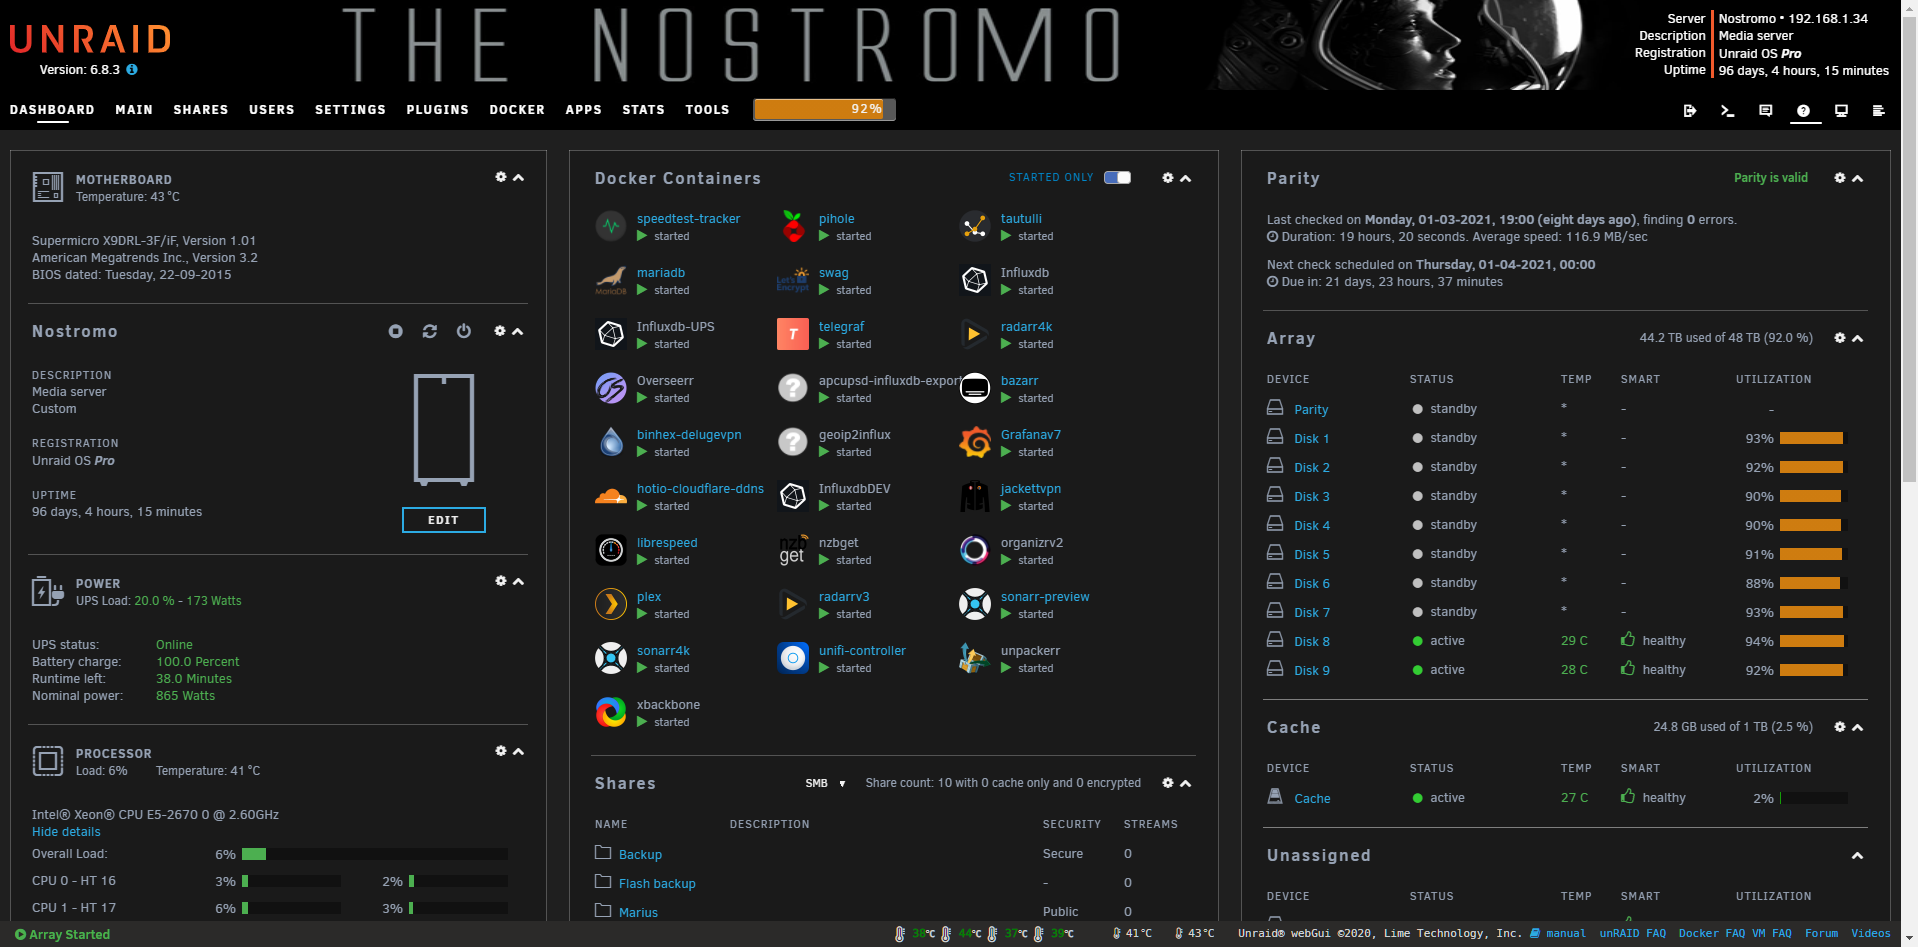 UNRAID
Version: 6.8.3
THE NOSTROMO
Server Nostromo • 192.168.1.34
Description Media server
Registration Unraid OS Pro
Uptime 96 days, 4 hours, 15 minutes
DASHBOARD MAIN SHARES USERS SETTINGS PLUGINS DOCKER APPS STATS TOOLS 92%
MOTHERBOARD
Temperature: 43 °C
Supermicro X9DRL-3F/iF, Version 1.01
American Megatrends Inc., Version 3.2
BIOS dated: Tuesday, 22-09-2015
Nostromo
DESCRIPTION
Media server
Custom
REGISTRATION
Unraid OS Pro
UPTIME
96 days, 4 hours, 15 minutes
EDIT
POWER
UPS Load: 20.0 % - 173 Watts
UPS status: Online
Battery charge: 100.0 Percent
Runtime left: 38.0 Minutes
Nominal power: 865 Watts
PROCESSOR
Load: 6% Temperature: 41 °C
Intel® Xeon® CPU E5-2670 0 @ 2.60GHz
Hide details
Overall Load: 6%
CPU 0 - HT 16 3% 2%
CPU 1 - HT 17 6% 3%
Docker Containers STARTED ONLY
speedtest-tracker pihole tautulli
started started started
MariaDB mariadb Let's Encrypt swag Influxdb
started started started
Influxdb-UPS T telegraf radarr4k
started started started
Overseerr ? apcupsd-influxdb-export bazarr
started started started
binhex-delugevpn ? geoip2influx Grafanav7
started started started
hotio-cloudflare-ddns InfluxdbDEV jackettvpn
started started started
librespeed nzb get nzbget organizrv2
started started started
plex radarrv3 sonarr-preview
started started started
sonarr4k unifi-controller unpackerr
started started started
xbackbone
started
Shares SMB Share count: 10 with 0 cache only and 0 encrypted
NAME DESCRIPTION SECURITY STREAMS
Backup Secure 0
Flash backup - 0
Marius Public 0
Parity Parity is valid
Last checked on Monday, 01-03-2021, 19:00 (eight days ago), finding 0 errors.
Duration: 19 hours, 20 seconds. Average speed: 116.9 MB/sec
Next check scheduled on Thursday, 01-04-2021, 00:00
Due in: 21 days, 23 hours, 37 minutes
Array 44.2 TB used of 48 TB (92.0 %)
DEVICE STATUS TEMP SMART UTILIZATION
Parity standby * - -
Disk 1 standby * - 93%
Disk 2 standby * - 92%
Disk 3 standby * - 90%
Disk 4 standby * - 90%
Disk 5 standby * - 91%
Disk 6 standby * - 88%
Disk 7 standby * - 93%
Disk 8 active 29 C healthy 94%
Disk 9 active 28 C healthy 92%
Cache 24.8 GB used of 1 TB (2.5 %)
DEVICE STATUS TEMP SMART UTILIZATION
Cache active 27 C healthy 2%
Unassigned
DEVICE STATUS TEMP SMART UTILIZATION
Array Started 38°C 44°C 37°C 39°C 41°C 43°C Unraid® webGui ©2020, Lime Technology, Inc. manual unRAID FAQ Docker FAQ VM FAQ Forum Videos